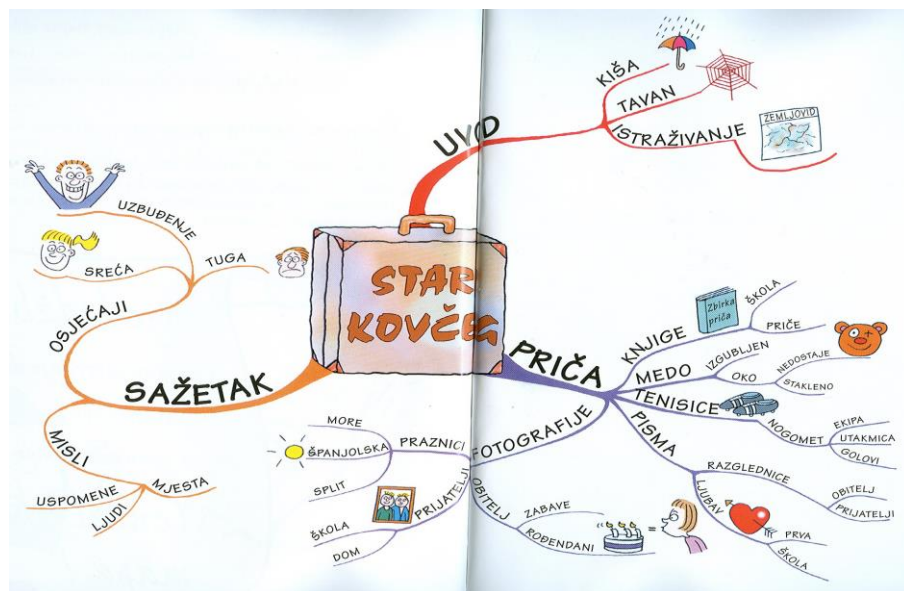 STAR
KOVČEG
UVOD
KIŠA
TAVAN
ISTRAŽIVANJE
ZEMLJOVID
PRIČA
KNJIGE
Zbirka
priča
ŠKOLA
PRIČE
MEDO
IZGUBLJEN
OKO
NEDOSTAJE
STAKLENO
TENISICE
NOGOMET
EKIPA
UTAKMICA
GOLOVI
PISMA
RAZGLEDNICE
OBITELJ
PRIJATELJI
LJUBAV
PRVA
ŠKOLA
FOTOGRAFIJE
OBITELJ
ZABAVE
ROĐENDANI
=
PRIJATELJI
ŠKOLA
DOM
PRAZNICI
MORE
ŠPANJOLSKA
SPLIT
SAŽETAK
MISLI
USPOMENE
LJUDI
MJESTA
OSJEĆAJI
UZBUĐENJE
SREĆA
TUGA